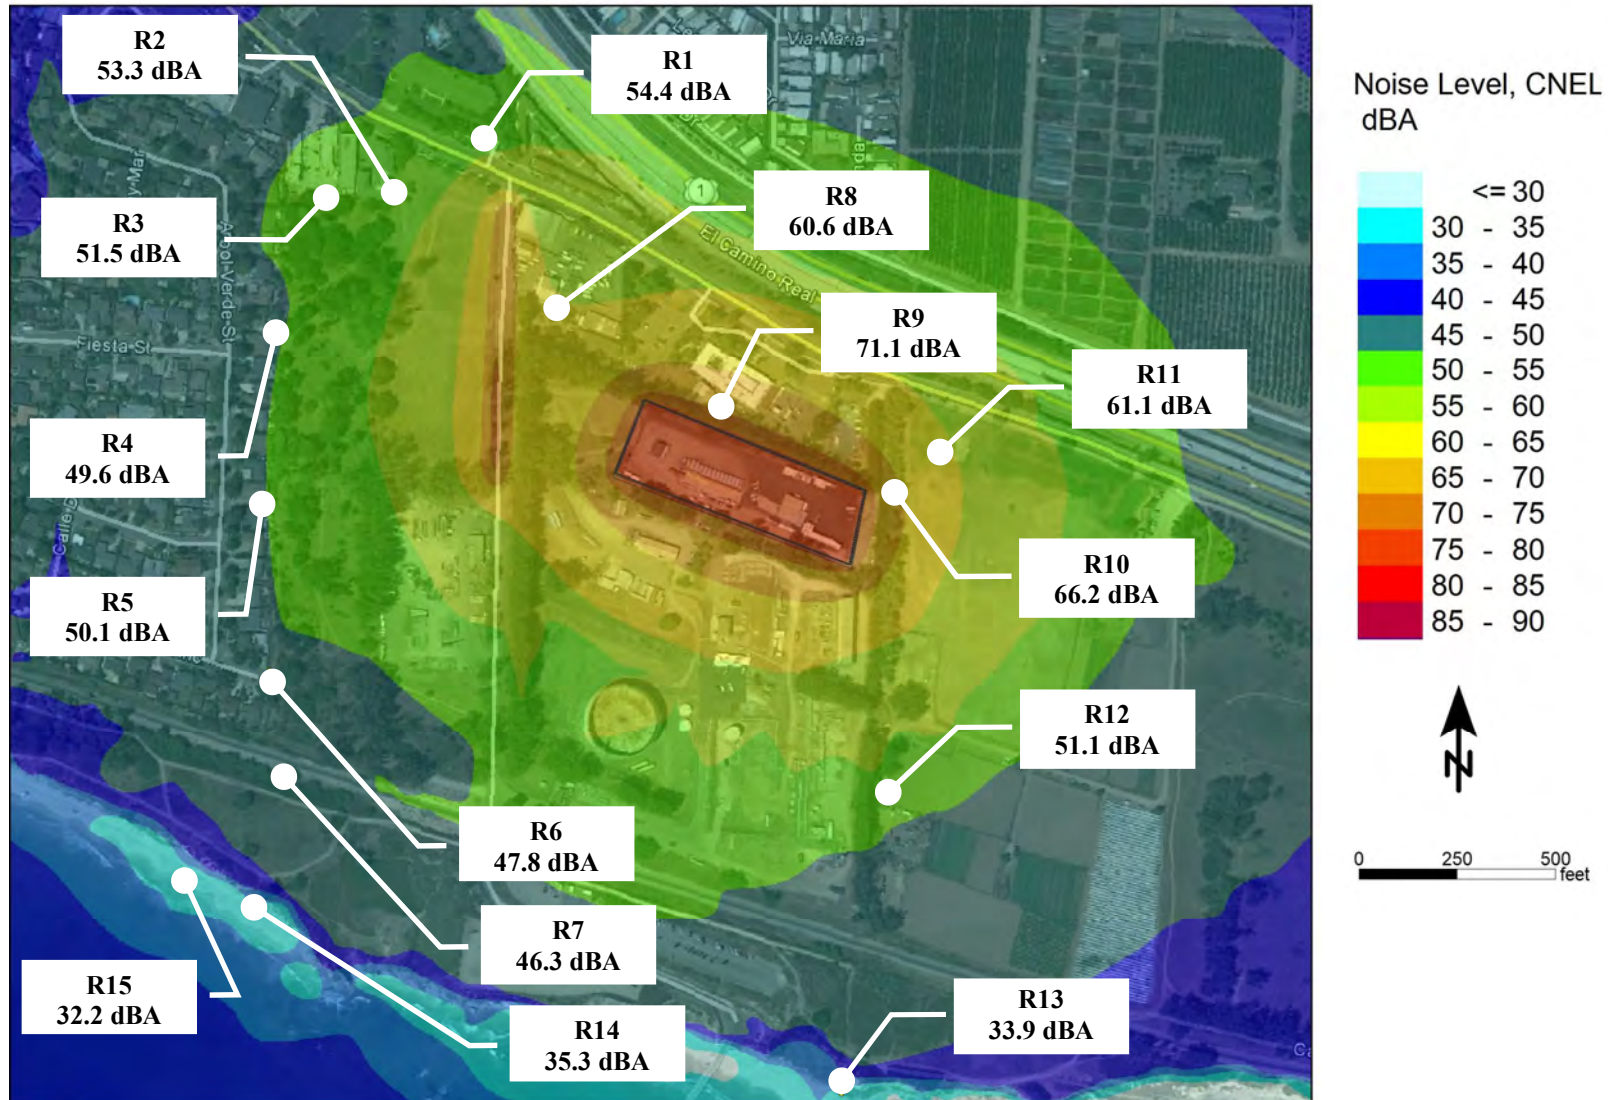 R2
53.3 dBA
R1
54.4 dBA
Via Maria
R3
51.5 dBA
R8
60.6 dBA
1
El Camino Real
Arbol Verde St
R9
71.1 dBA
Fiesta St
R11
61.1 dBA
R4
49.6 dBA
R5
50.1 dBA
R10
66.2 dBA
R12
51.1 dBA
R6
47.8 dBA
R7
46.3 dBA
R15
32.2 dBA
R14
35.3 dBA
R13
33.9 dBA
Noise Level, CNEL
dBA
<= 30
30 - 35
35 - 40
40 - 45
45 - 50
50 - 55
55 - 60
60 - 65
65 - 70
70 - 75
75 - 80
80 - 85
85 - 90
N
0 250 500
feet